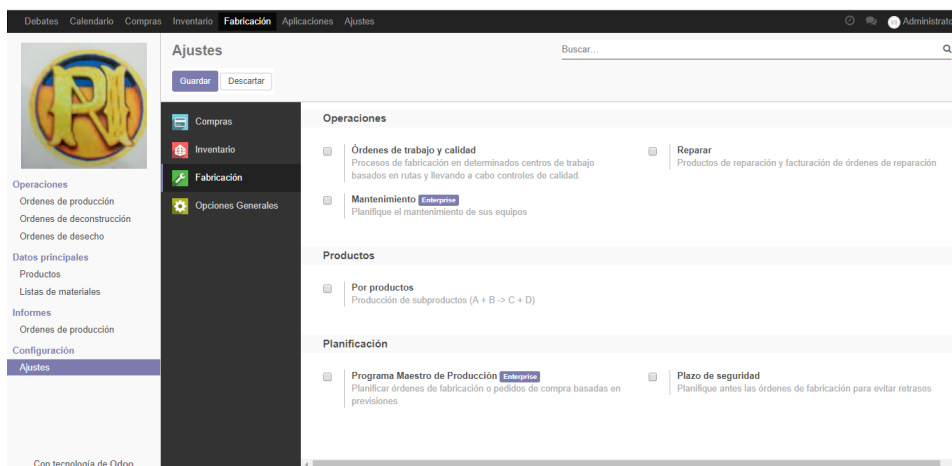 Debates Calendario Compras Inventario Fabricación Aplicaciones Ajustes
Ajustes
Buscar...
Guardar Descartar
RI
Operaciones
Ordenes de producción
Ordenes de deconstrucción
Ordenes de desecho
Datos principales
Productos
Listas de materiales
Informes
Ordenes de producción
Configuración
Ajustes
Con tecnología de Odoo
Compras
Inventario
Fabricación
Opciones Generales
Operaciones
Órdenes de trabajo y calidad
Procesos de fabricación en determinados centros de trabajo
basados en rutas y llevando a cabo controles de calidad.
Reparar
Productos de reparación y facturación de órdenes de reparación
Mantenimiento Enterprise
Planifique el mantenimiento de sus equipos
Productos
Por productos
Producción de subproductos (A + B -> C + D)
Planificación
Programa Maestro de Producción Enterprise
Planificar órdenes de fabricación o pedidos de compra basadas en
previsiones
Plazo de seguridad
Planifique antes las órdenes de fabricación para evitar retrasos